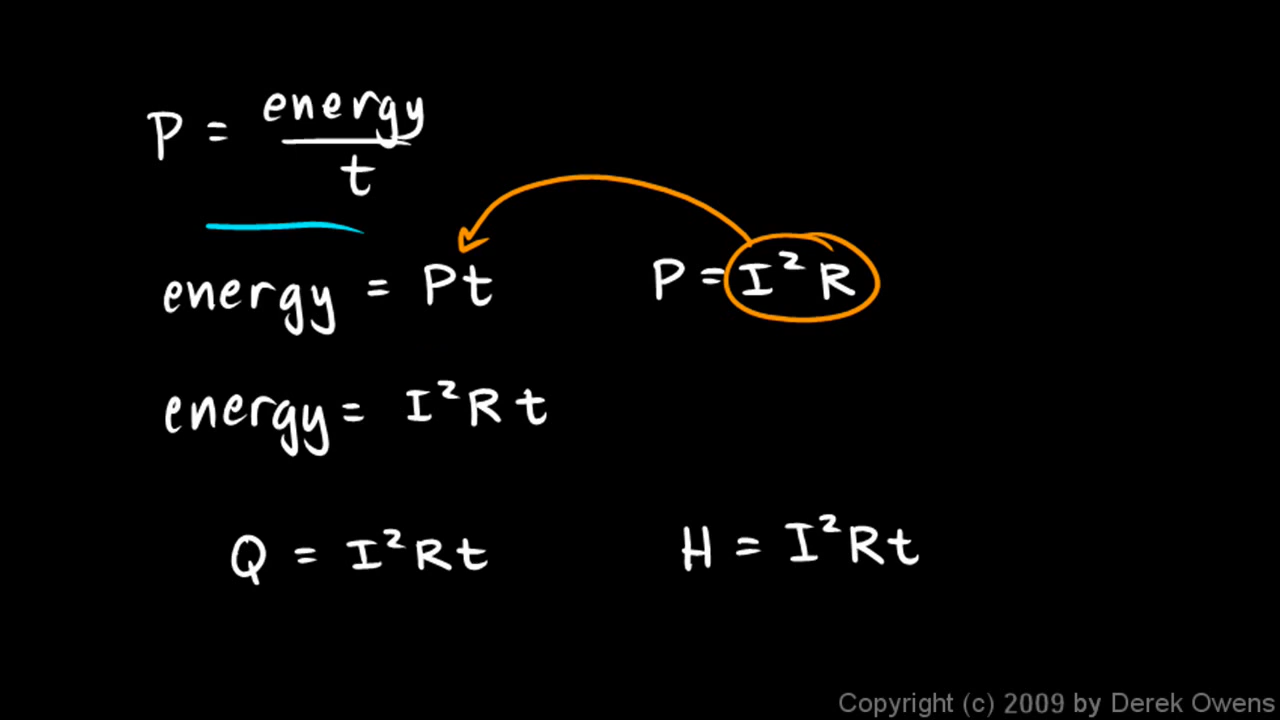 P = energy / t
energy = Pt
P = I²R
energy = I²Rt
Q = I²Rt
H = I²Rt
Copyright (c) 2009 by Derek Owens